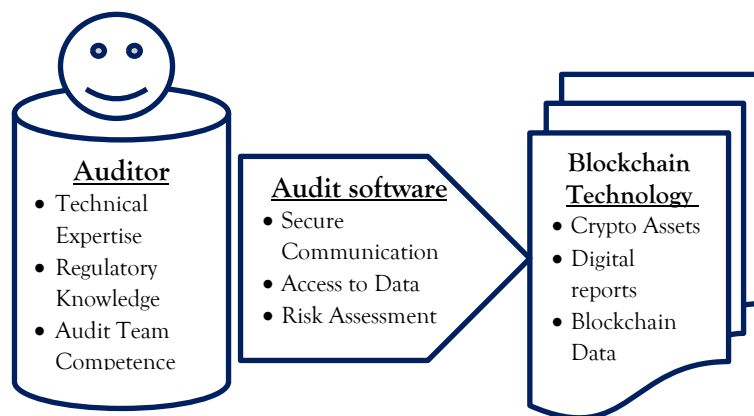 Auditor
• Technical
Expertise
• Regulatory
Knowledge
• Audit Team
Competence
Audit software
• Secure
Communication
• Access to Data
• Risk Assessment
Blockchain
Technology
• Crypto Assets
• Digital
reports
• Blockchain
Data